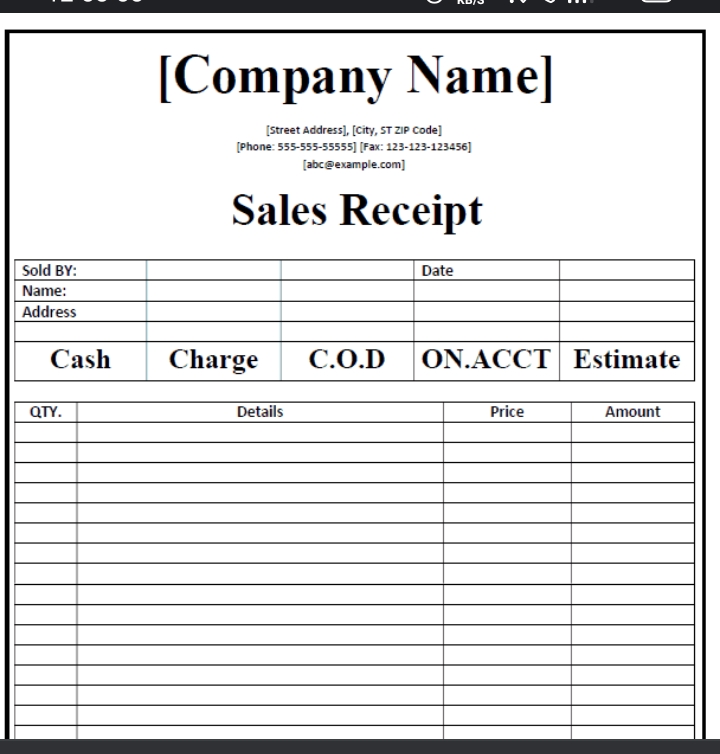 [Company Name]
[Street Address], [City, ST ZIP Code]
[Phone: 555-555-55555] [Fax: 123-123-123456]
[abc@example.com]
Sales Receipt
Sold BY: Date
Name:
Address
Cash Charge C.O.D ON.ACCT Estimate
QTY. Details Price Amount